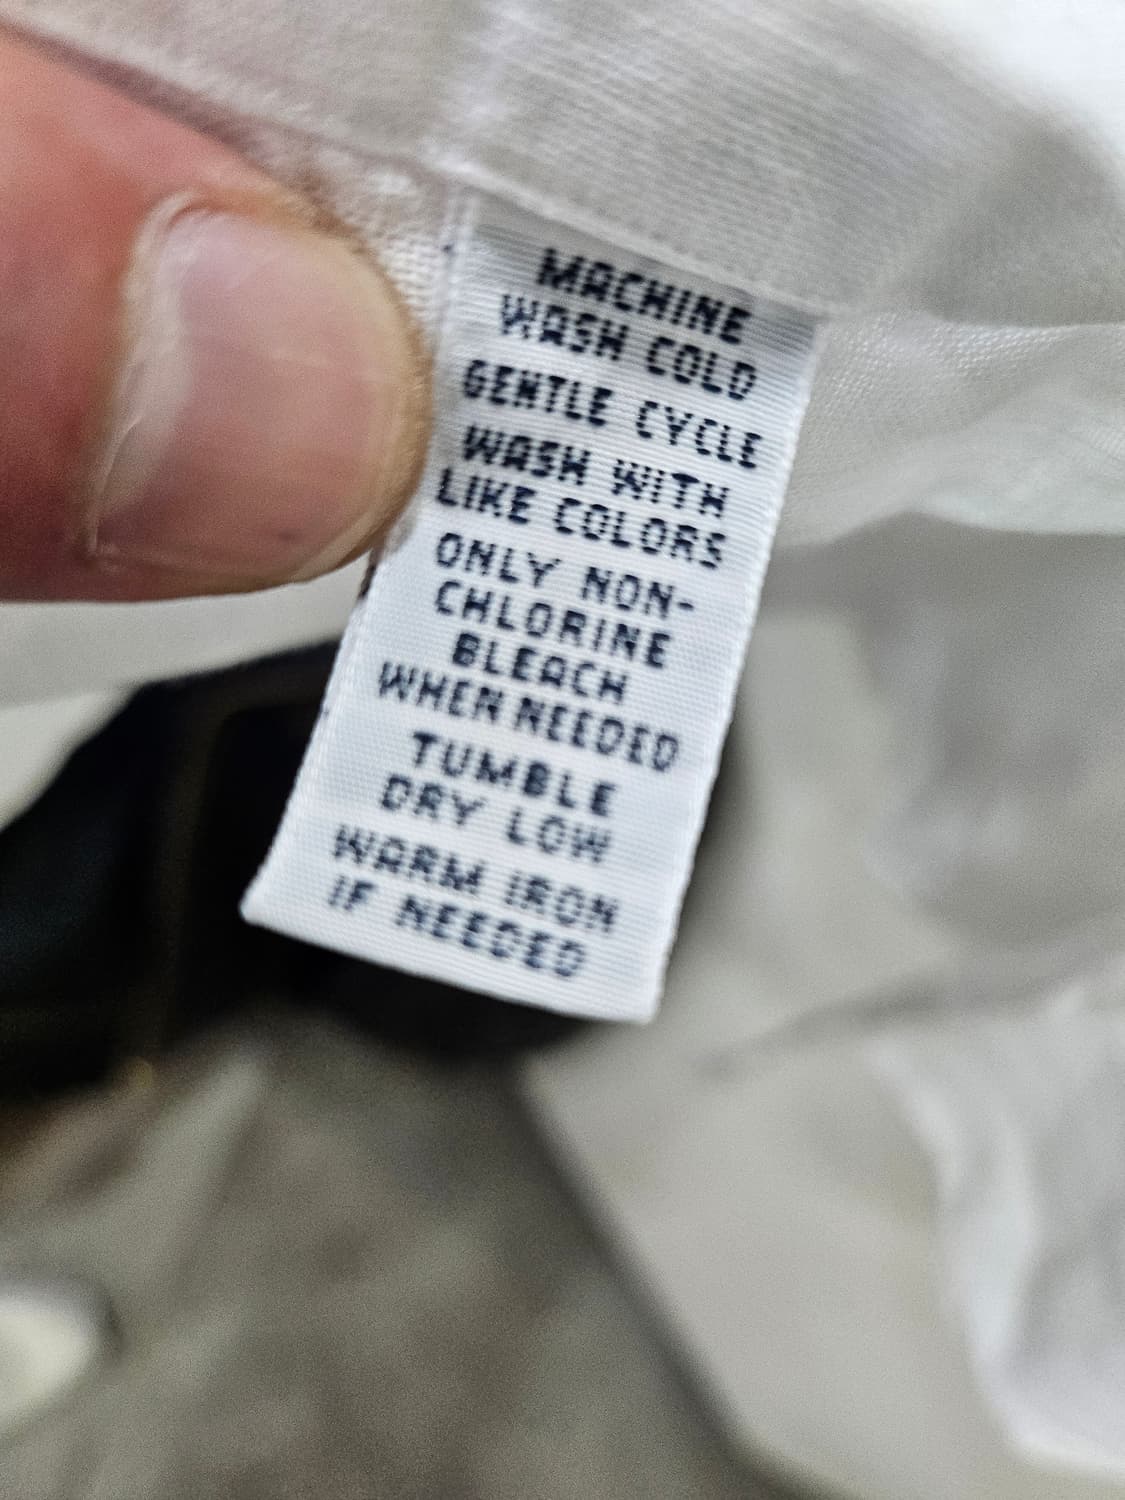 MACHINE
WASH COLD
GENTLE CYCLE
WASH WITH
LIKE COLORS
ONLY NON-
CHLORINE
BLEACH
WHEN NEEDED
TUMBLE
DRY LOW
WARM IRON
IF NEEDED